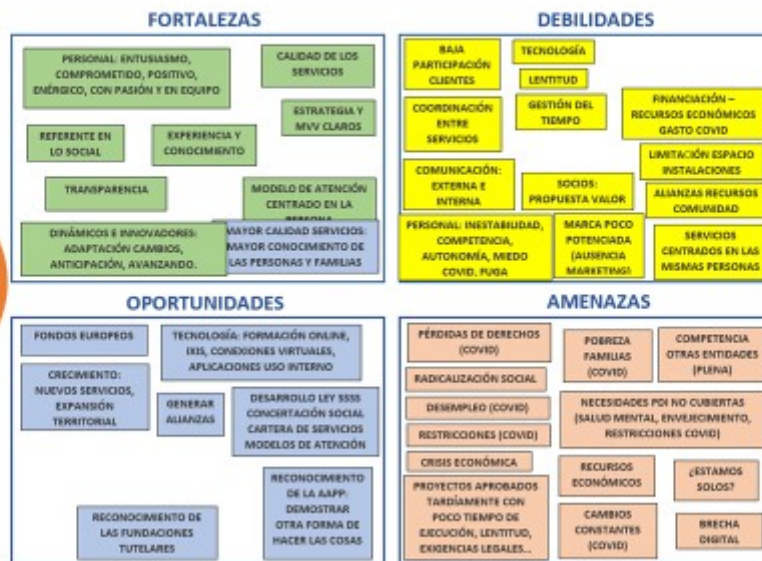 FORTALEZAS
PERSONAL: ENTUSIASMO,
COMPROMETIDO, POSITIVO,
ENÉRGICO, CON PASIÓN Y EN EQUIPO
CALIDAD DE LOS
SERVICIOS
ESTRATEGIA Y
MVV CLAROS
REFERENTE EN
LO SOCIAL
EXPERIENCIA Y
CONOCIMIENTO
TRANSPARENCIA
MODELO DE ATENCIÓN
CENTRADO EN LA
PERSONA
DINÁMICOS E INNOVADORES:
ADAPTACIÓN CAMBIOS,
ANTICIPACIÓN, AVANZANDO.
MAYOR CALIDAD SERVICIOS:
MAYOR CONOCIMIENTO DE
LAS PERSONAS Y FAMILIAS
DEBILIDADES
BAJA
PARTICIPACIÓN
CLIENTES
TECNOLOGÍA
LENTITUD
COORDINACIÓN
ENTRE
SERVICIOS
GESTIÓN DEL
TIEMPO
FINANCIACIÓN –
RECURSOS ECONÓMICOS
GASTO COVID
LIMITACIÓN ESPACIO
INSTALACIONES
COMUNICACIÓN:
EXTERNA E
INTERNA
SOCIOS:
PROPUESTA VALOR
ALIANZAS RECURSOS
COMUNIDAD
PERSONAL: INESTABILIDAD,
COMPETENCIA,
AUTONOMÍA, MIEDO
COVID, FUGA
MARCA POCO
POTENCIADA
(AUSENCIA
MARKETING)
SERVICIOS
CENTRADOS EN LAS
MISMAS PERSONAS
OPORTUNIDADES
FONDOS EUROPEOS
TECNOLOGÍA: FORMACIÓN ONLINE,
IXIS, CONEXIONES VIRTUALES,
APLICACIONES USO INTERNO
CRECIMIENTO:
NUEVOS SERVICIOS,
EXPANSIÓN
TERRITORIAL
GENERAR
ALIANZAS
DESARROLLO LEY SSSS
CONCERTACIÓN SOCIAL
CARTERA DE SERVICIOS
MODELOS DE ATENCIÓN
RECONOCIMIENTO
DE LA AAPP:
DEMOSTRAR
OTRA FORMA DE
HACER LAS COSAS
RECONOCIMIENTO DE
LAS FUNDACIONES
TUTELARES
AMENAZAS
PÉRDIDAS DE DERECHOS
(COVID)
POBREZA
FAMILIAS
(COVID)
COMPETENCIA
OTRAS ENTIDADES
(PLENA)
RADICALIZACIÓN SOCIAL
DESEMPLEO (COVID)
NECESIDADES PDI NO CUBIERTAS
(SALUD MENTAL, ENVEJECIMIENTO,
RESTRICCIONES COVID)
RESTRICCIONES (COVID)
CRISIS ECONÓMICA
RECURSOS
ECONÓMICOS
¿ESTAMOS
SOLOS?
PROYECTOS APROBADOS
TARDÍAMENTE CON
POCO TIEMPO DE
EJECUCIÓN, LENTITUD,
EXIGENCIAS LEGALES...
CAMBIOS
CONSTANTES
(COVID)
BRECHA
DIGITAL